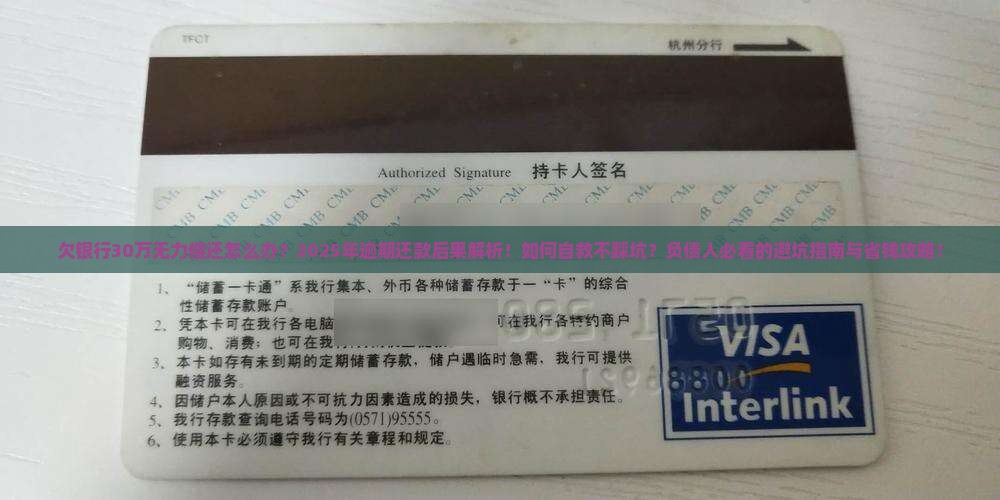 TFCT
杭州分行
Authorized Signature 持卡人签名
CMB CMB CMB CMB CMB
欠银行30万无力偿还怎么办？2025年逾期还款后果解析！如何自救不踩坑？负债人必看的避坑指南与省钱攻略！
1、“储蓄一卡通”系我行集本、外币各种储蓄存款于一“卡”的综合
性储蓄存款账户
2、凭本卡可在我行各电脑 可在我行各特约商户
购物、消费；也可在我
3、本卡如存有未到期的定期储蓄存款，储户遇临时急需，我行可提供
融资服务。
4、因储户本人原因或不可抗力因素造成的损失，银行概不承担责任。
5、我行存款查询电话号码为(0571)95555。
6、使用本卡必须遵守我行有关章程和规定。
VISA
Interlink